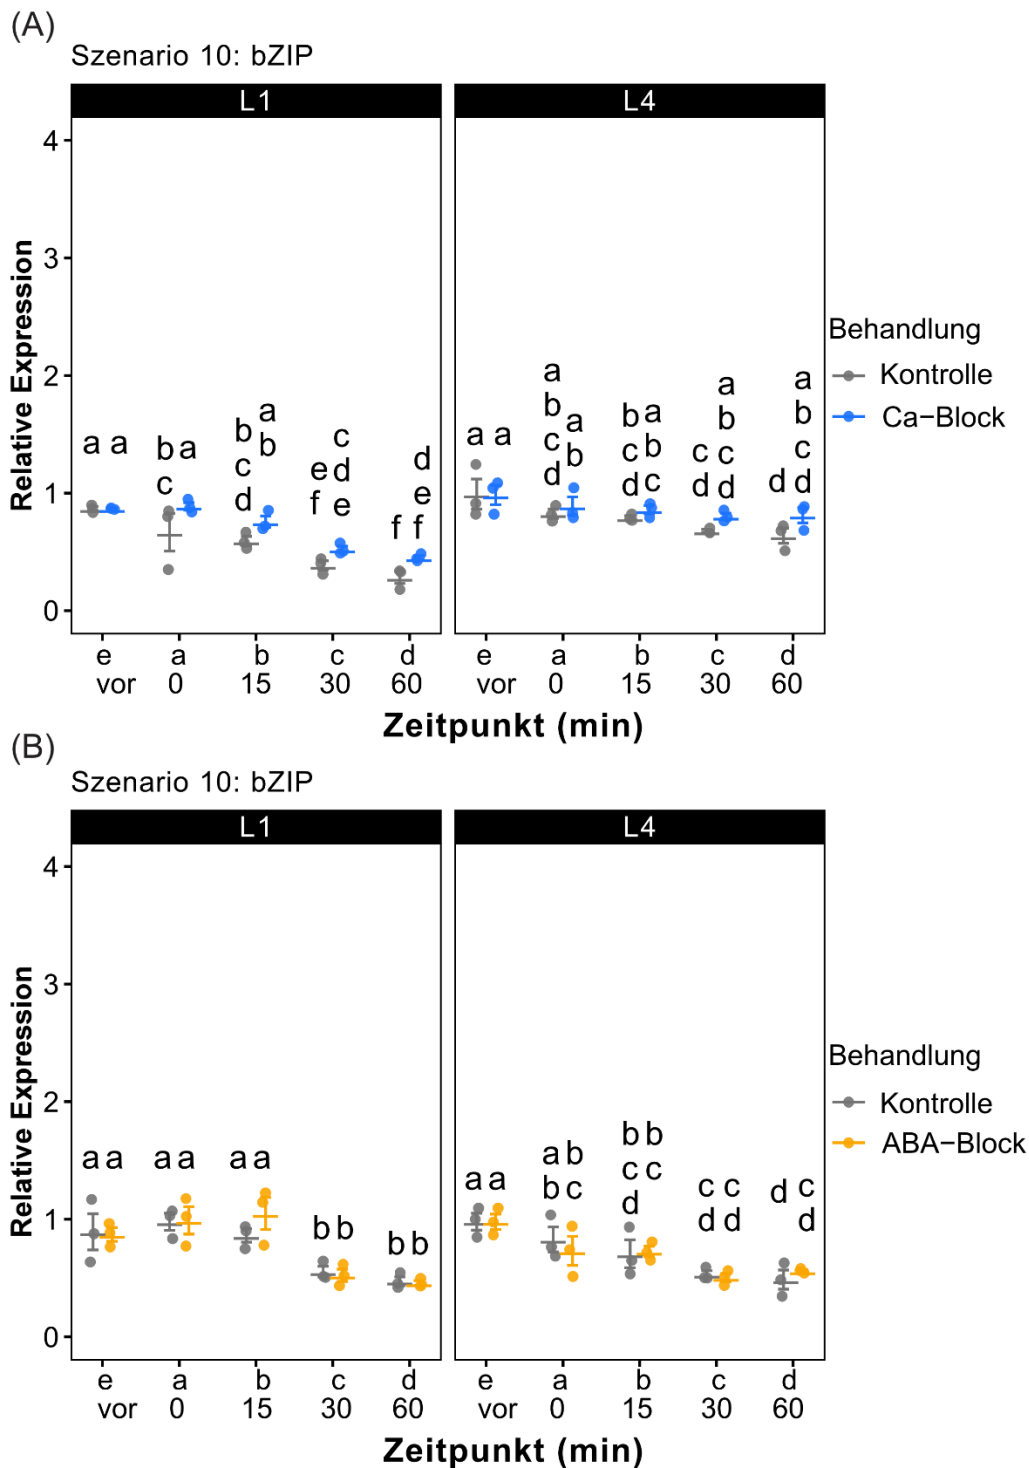 (A)
Szenario 10: bZIP
L1 L4
4
3
2
1
0
Relative Expression
a a b c a b c d a b e f c d e f d e f
a a a b c d a b b c d a b c c d a b c d d a b c d
e a b c d e a b c d
vor 0 15 30 60 vor 0 15 30 60
Zeitpunkt (min)
Behandlung
Kontrolle
Ca−Block
(B)
Szenario 10: bZIP
L1 L4
4
3
2
1
0
Relative Expression
a a a a a a b b b b
a a a b b c b c d b c c d c d d c d
e a b c d e a b c d
vor 0 15 30 60 vor 0 15 30 60
Zeitpunkt (min)
Behandlung
Kontrolle
ABA−Block